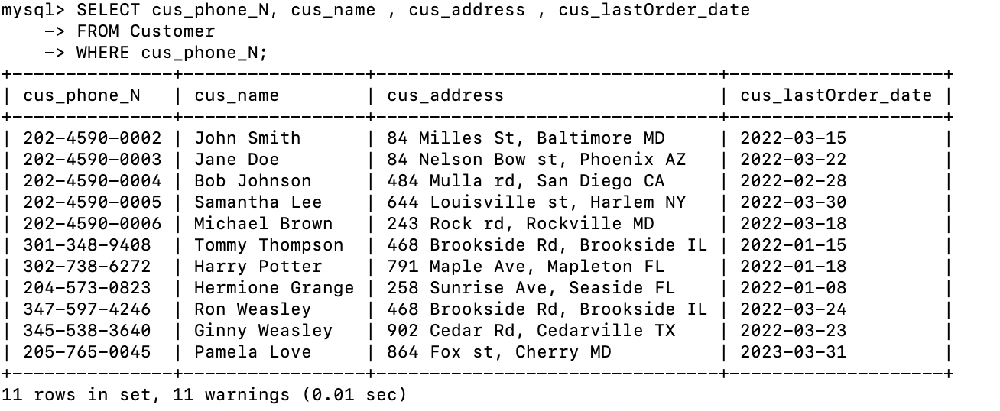 mysql> SELECT cus_phone_N, cus_name , cus_address , cus_lastOrder_date
    -> FROM Customer
    -> WHERE cus_phone_N;
+----------------+-----------------+---------------------------------+--------------------+
| cus_phone_N    | cus_name        | cus_address                     | cus_lastOrder_date |
+----------------+-----------------+---------------------------------+--------------------+
| 202-4590-0002  | John Smith      | 84 Milles St, Baltimore MD      | 2022-03-15         |
| 202-4590-0003  | Jane Doe        | 84 Nelson Bow st, Phoenix AZ    | 2022-03-22         |
| 202-4590-0004  | Bob Johnson     | 484 Mulla rd, San Diego CA      | 2022-02-28         |
| 202-4590-0005  | Samantha Lee    | 644 Louisville st, Harlem NY    | 2022-03-30         |
| 202-4590-0006  | Michael Brown   | 243 Rock rd, Rockville MD       | 2022-03-18         |
| 301-348-9408   | Tommy Thompson  | 468 Brookside Rd, Brookside IL  | 2022-01-15         |
| 302-738-6272   | Harry Potter    | 791 Maple Ave, Mapleton FL      | 2022-01-18         |
| 204-573-0823   | Hermione Grange | 258 Sunrise Ave, Seaside FL     | 2022-01-08         |
| 347-597-4246   | Ron Weasley     | 468 Brookside Rd, Brookside IL  | 2022-03-24         |
| 345-538-3640   | Ginny Weasley   | 902 Cedar Rd, Cedarville TX     | 2022-03-23         |
| 205-765-0045   | Pamela Love     | 864 Fox st, Cherry MD           | 2023-03-31         |
+----------------+-----------------+---------------------------------+--------------------+
11 rows in set, 11 warnings (0.01 sec)